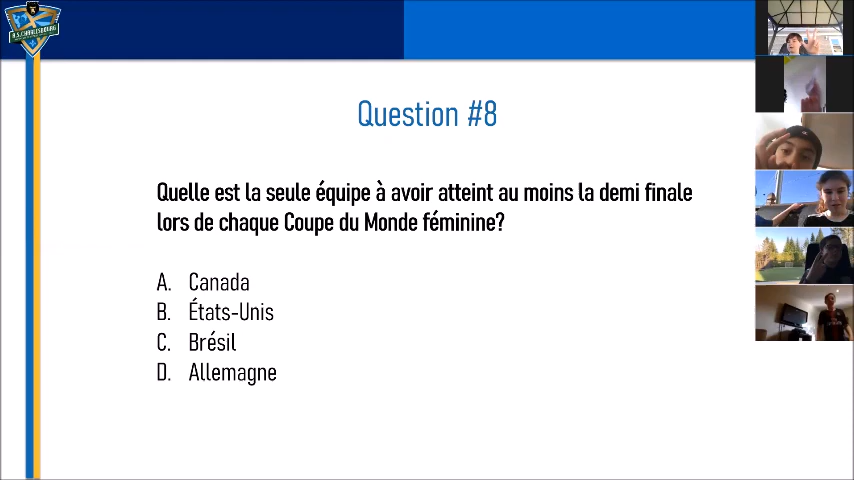 A.S. CHARLESBOURG
Question #8
Quelle est la seule équipe à avoir atteint au moins la demi finale
lors de chaque Coupe du Monde féminine?
A. Canada
B. États-Unis
C. Brésil
D. Allemagne